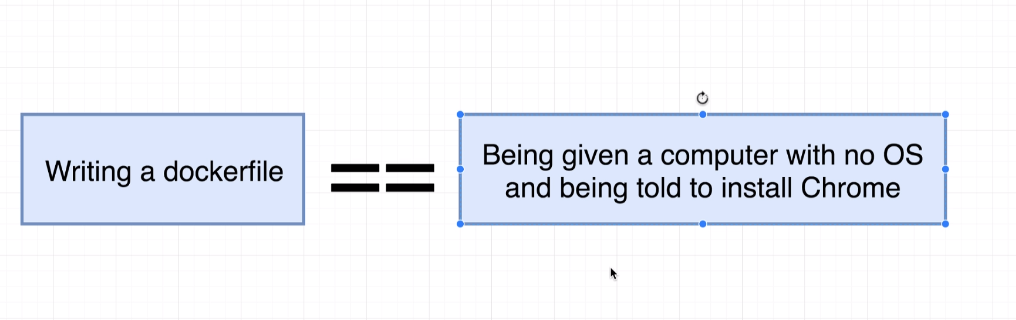 Writing a dockerfile
==
Being given a computer with no OS
and being told to install Chrome